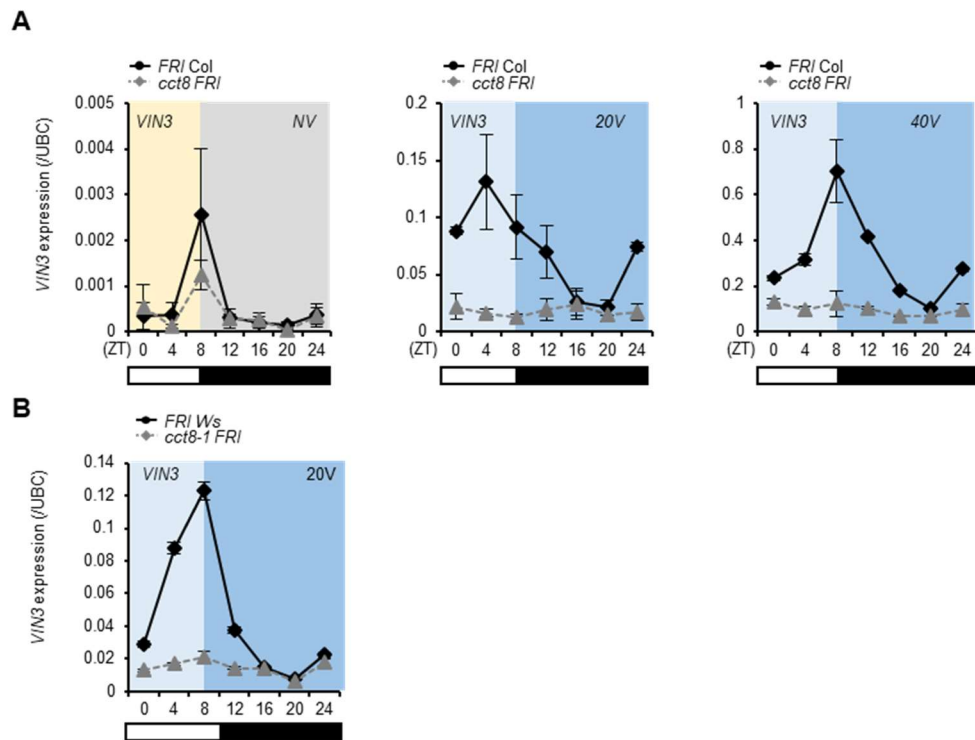 A
FRI Col
cct8 FRI
VIN3 expression (/UBC)
0.005
0.004
0.003
0.002
0.001
0
VIN3 NV
(ZT) 0 4 8 12 16 20 24
FRI Col
cct8 FRI
0.2
0.15
0.1
0.05
0
VIN3 20V
(ZT) 0 4 8 12 16 20 24
FRI Col
cct8 FRI
1
0.8
0.6
0.4
0.2
0
VIN3 40V
(ZT) 0 4 8 12 16 20 24
B
FRI Ws
cct8-1 FRI
VIN3 expression (/UBC)
0.14
0.12
0.1
0.08
0.06
0.04
0.02
0
VIN3 20V
0 4 8 12 16 20 24